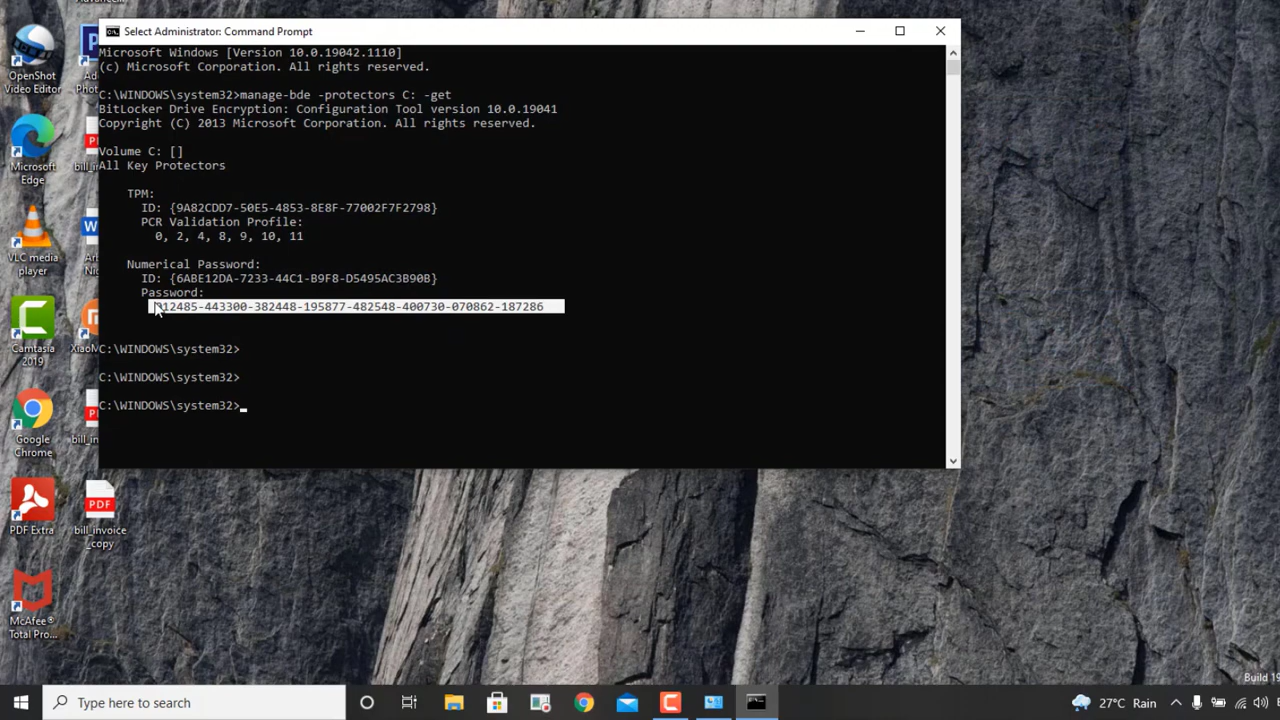 Select Administrator: Command Prompt
Microsoft Windows [Version 10.0.19042.1110]
(c) Microsoft Corporation. All rights reserved.
C:\WINDOWS\system32>manage-bde -protectors C: -get
BitLocker Drive Encryption: Configuration Tool version 10.0.19041
Copyright (C) 2013 Microsoft Corporation. All rights reserved.
Volume C: []
All Key Protectors
TPM:
ID: {9A82CDD7-50E5-4853-8E8F-77002F7F2798}
PCR Validation Profile:
0, 2, 4, 8, 9, 10, 11
Numerical Password:
ID: {6ABE12DA-7233-44C1-B9F8-D5495AC3B90B}
Password:
12485-443300-382448-195877-482548-400730-070862-187286
C:\WINDOWS\system32>
C:\WINDOWS\system32>
C:\WINDOWS\system32>
OpenShot
Video Editor
Microsoft
Edge
VLC media
player
Camtasia
2019
Google
Chrome
PDF Extra
PDF
bill_invoice
_copy
McAfee®
Total Pro...
Build 19
Type here to search
27°C Rain